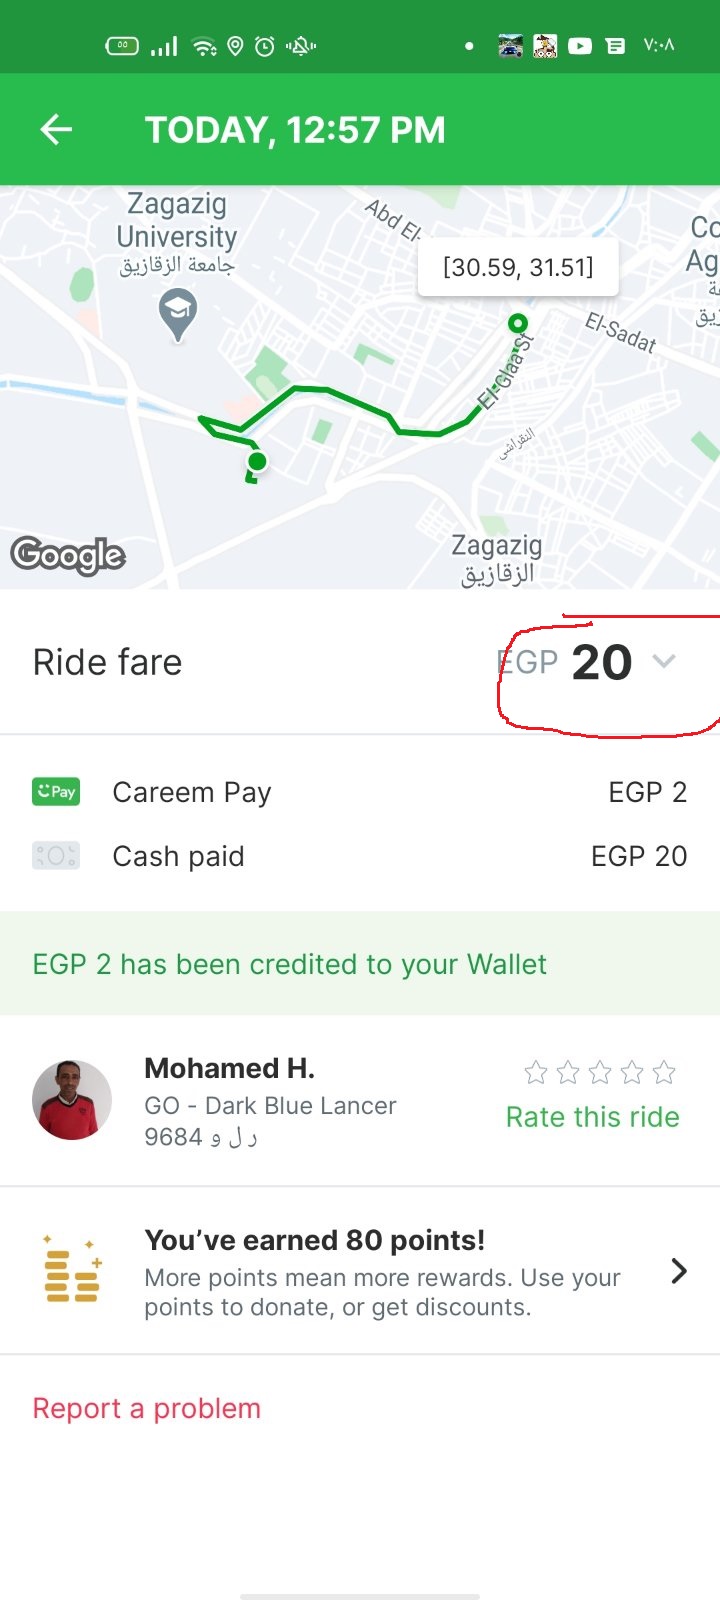 ٧:٠٨
TODAY, 12:57 PM
Zagazig
University
جامعة الزقازيق
Abd El-
[30.59, 31.51]
Co
Ag
El-Sadat
El-Glaa St
النقراشي
Zagazig
الزقازيق
Google
Ride fare
EGP 20
Pay
Careem Pay
EGP 2
Cash paid
EGP 20
EGP 2 has been credited to your Wallet
Mohamed H.
GO - Dark Blue Lancer
9684 ر ل و
Rate this ride
You’ve earned 80 points!
More points mean more rewards. Use your
points to donate, or get discounts.
Report a problem